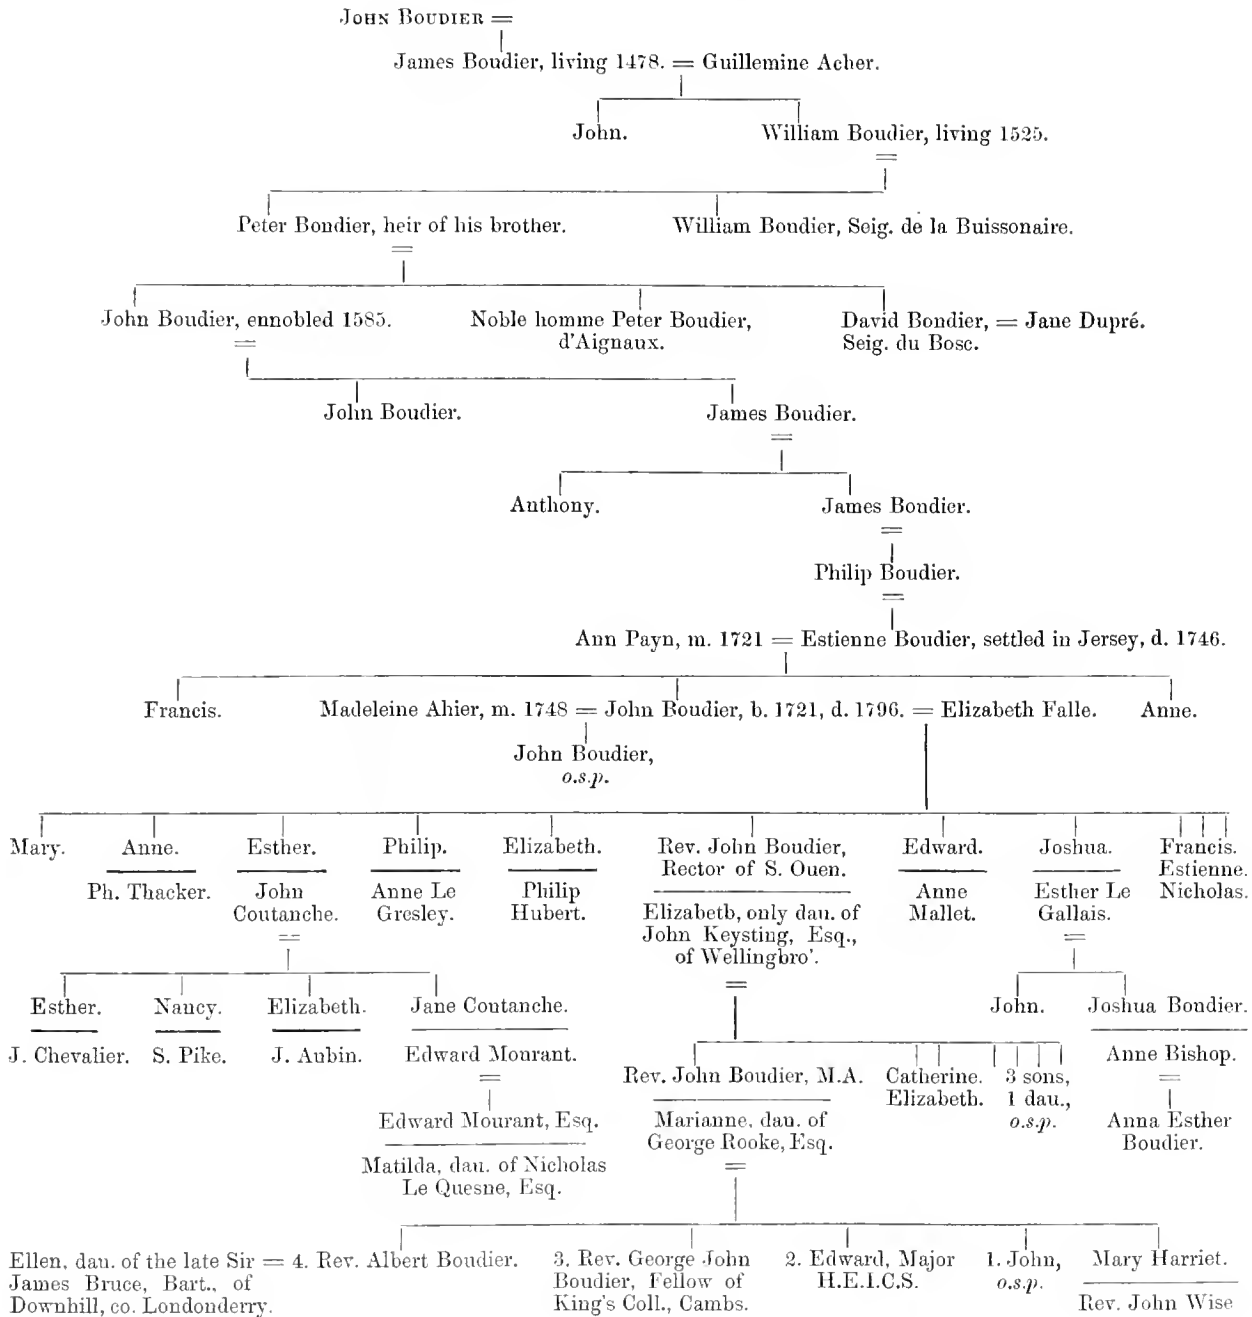 JOHN BOUDIER =
James Boudier, living 1478. = Guillemine Acher.
John. William Boudier, living 1525.
=
Peter Boudier, heir of his brother. William Boudier, Seig. de la Buissonaire.
=
John Boudier, ennobled 1585. Noble homme Peter Boudier, David Boudier, = Jane Dupré.
= d'Aignaux. Seig. du Bosc.
John Boudier. James Boudier.
=
Anthony. James Boudier.
=
Philip Boudier.
=
Ann Payn, m. 1721 = Estienne Boudier, settled in Jersey, d. 1746.
Francis. Madeleine Ahier, m. 1748 = John Boudier, b. 1721, d. 1796. = Elizabeth Falle. Anne.
John Boudier,
o.s.p.
Mary. Anne. Esther. Philip. Elizabeth. Rev. John Boudier, Edward. Joshua. Francis.
Rector of S. Ouen. Estienne.
Ph. Thacker. John Anne Le Philip Anne Esther Le Nicholas.
Coutanche. Gresley. Hubert. Elizabeth, only dau. of Mallet. Gallais.
= John Keysting, Esq., =
of Wellingbro'.
=
Esther. Nancy. Elizabeth. Jane Coutanche. John. Joshua Boudier.
J. Chevalier. S. Pike. J. Aubin. Edward Mourant. Anne Bishop.
= Rev. John Boudier, M.A. Catherine. 3 sons, =
Elizabeth. 1 dau.,
Edward Mourant, Esq. Marianne, dau. of o.s.p. Anna Esther
George Rooke, Esq. Boudier.
Matilda, dau. of Nicholas =
Le Quesne, Esq.
Ellen, dau. of the late Sir = 4. Rev. Albert Boudier. 3. Rev. George John 2. Edward, Major 1. John, Mary Harriet.
James Bruce, Bart., of Boudier, Fellow of H.E.I.C.S. o.s.p.
Downhill, co. Londonderry. King's Coll., Cambs. Rev. John Wise